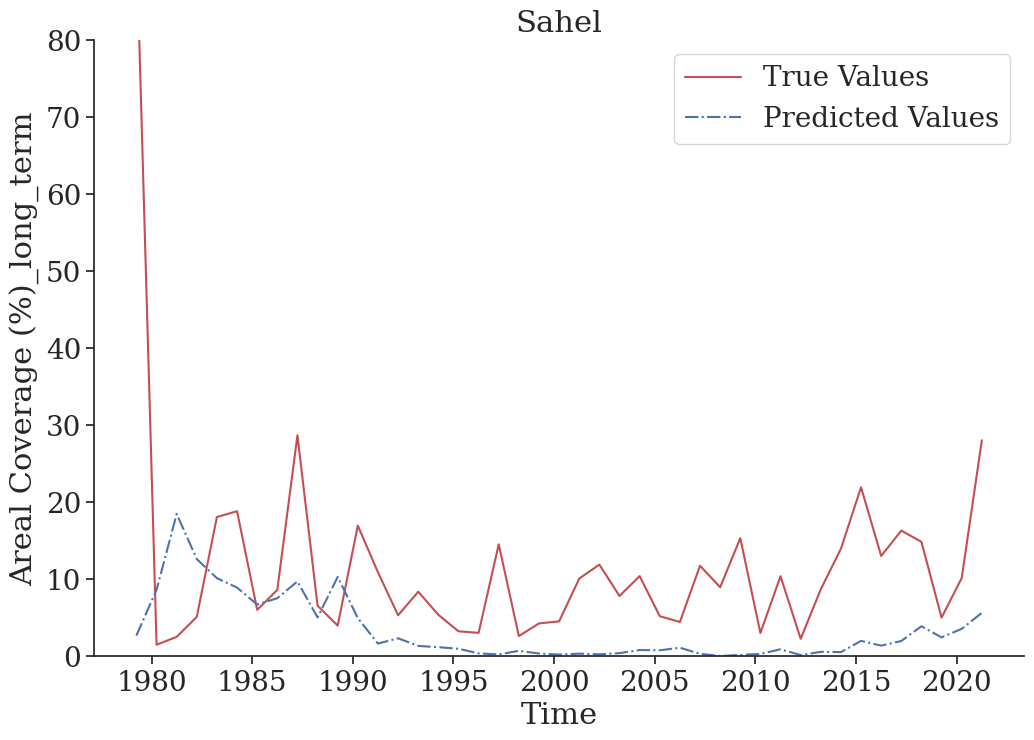 Sahel
True Values
Predicted Values
Areal Coverage (%)_long_term
80
70
60
50
40
30
20
10
0
1980 1985 1990 1995 2000 2005 2010 2015 2020
Time